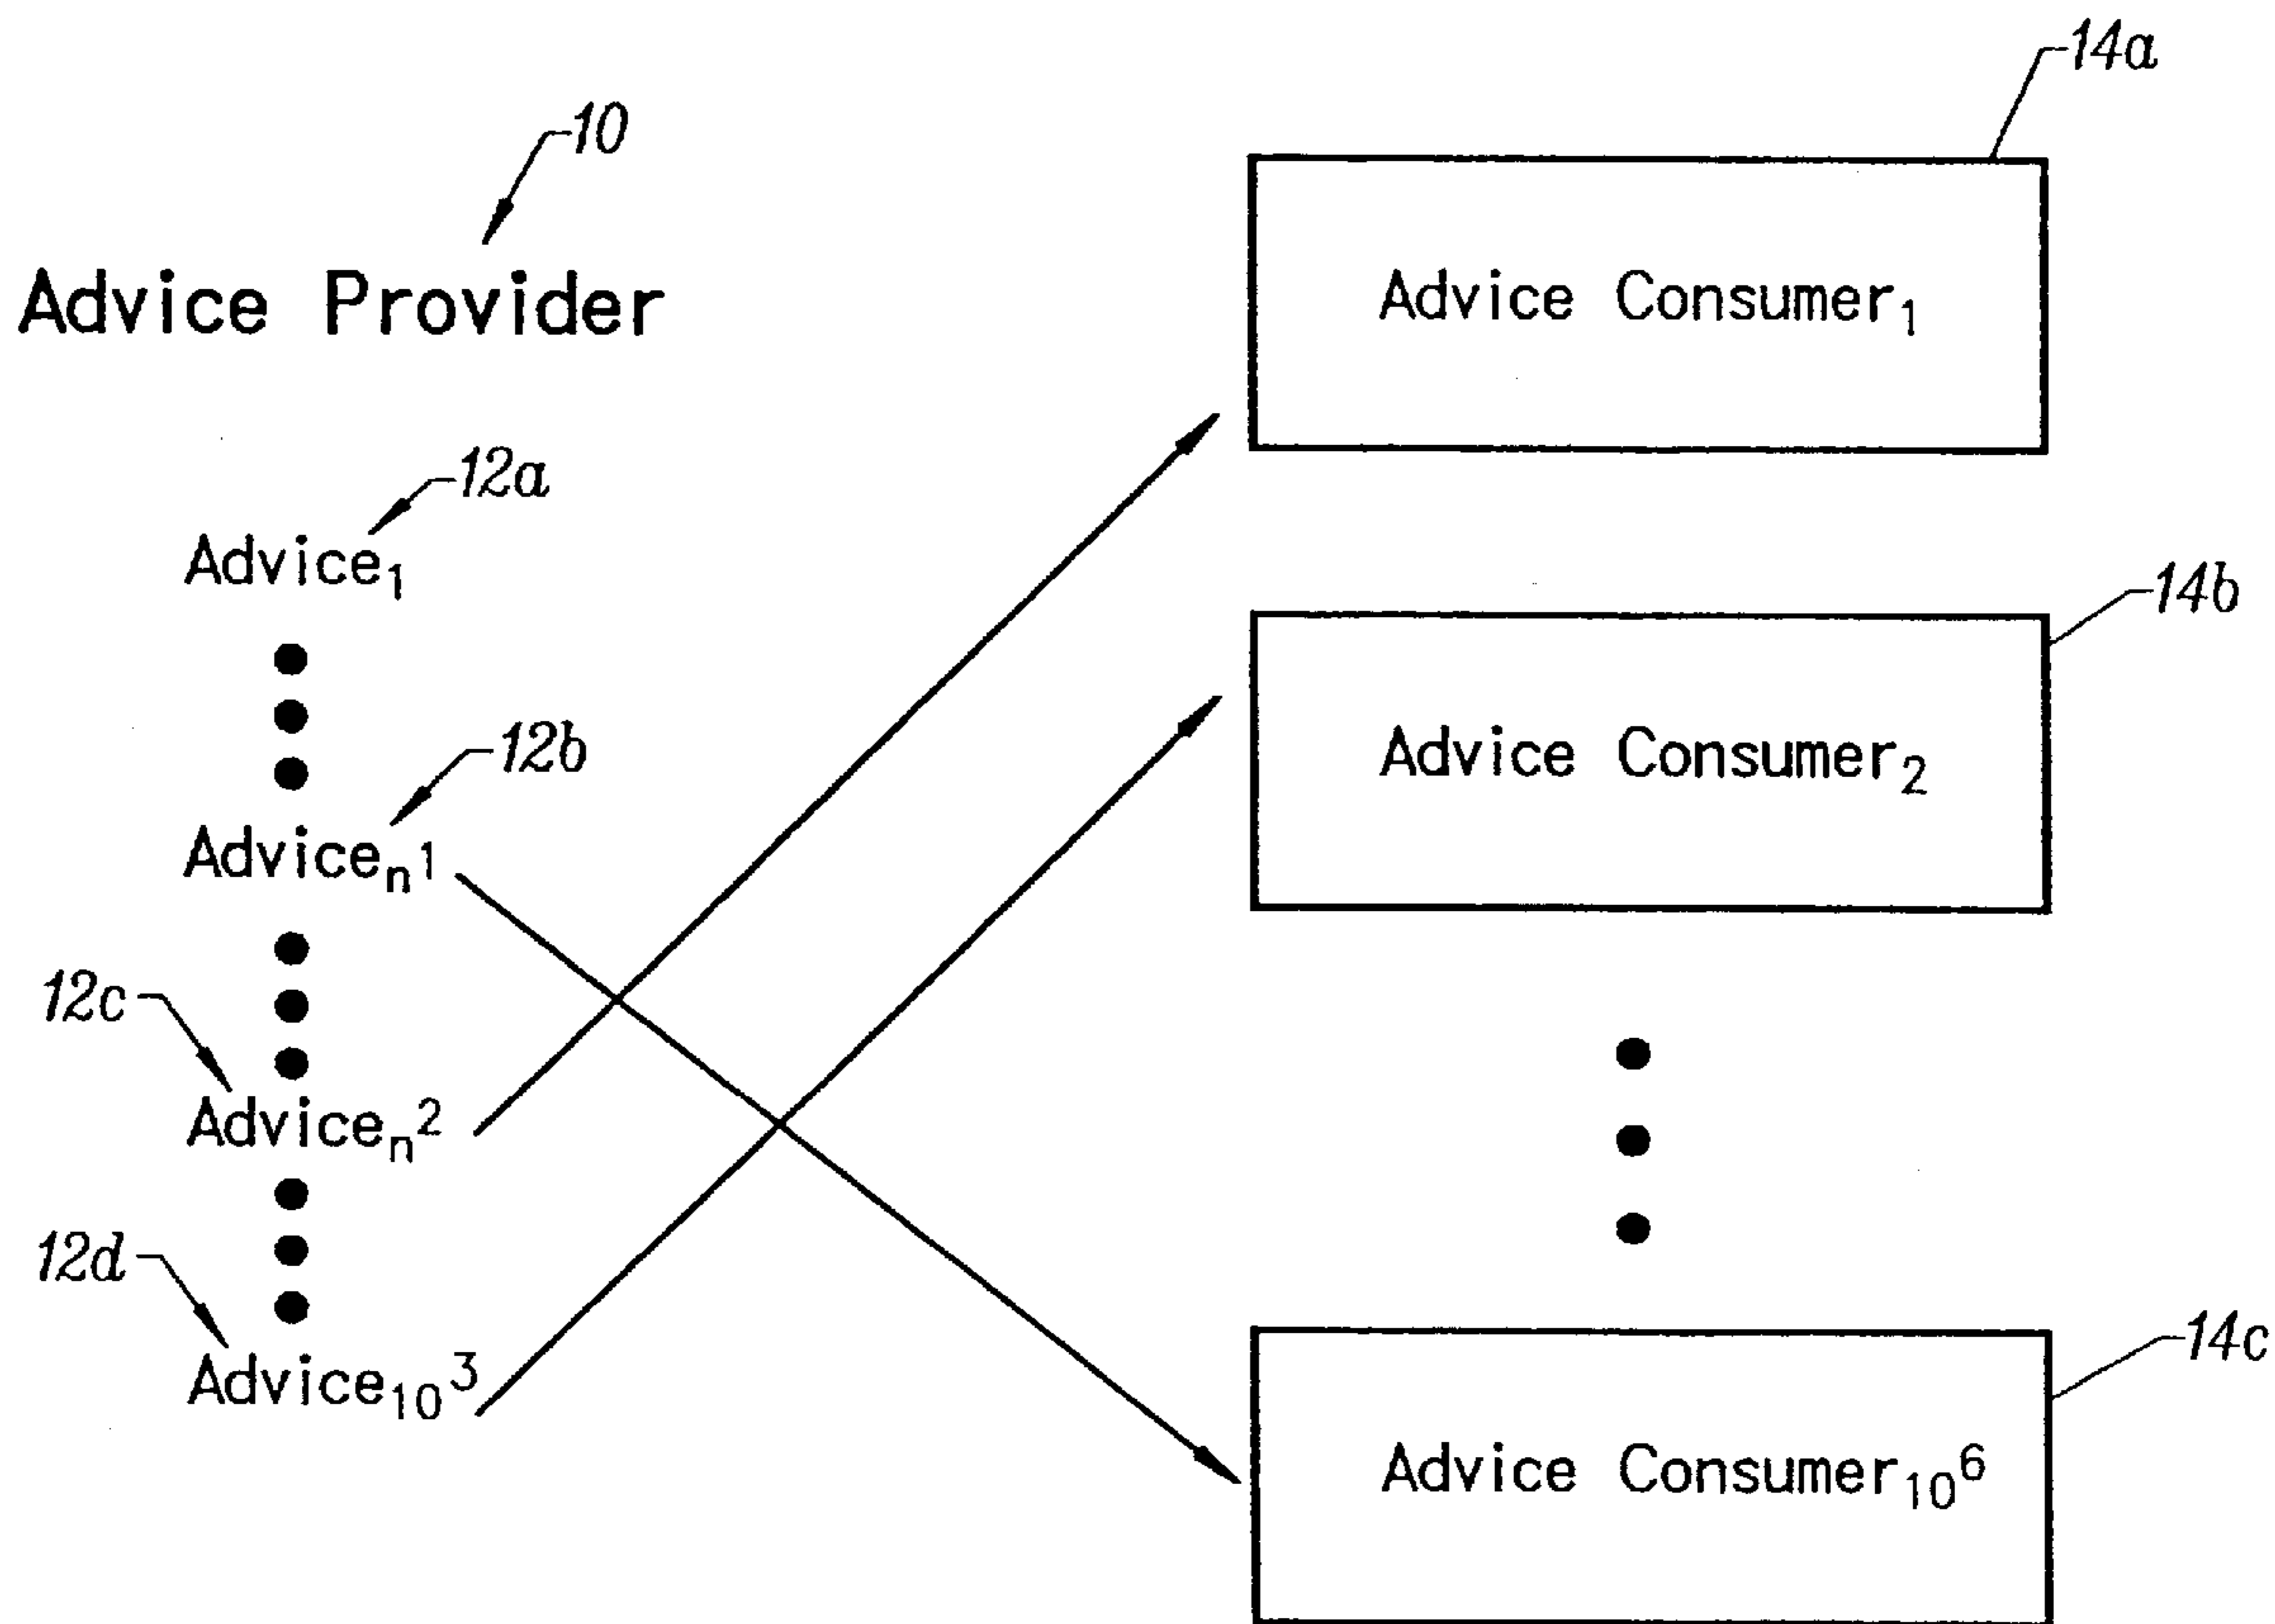 10
Advice Provider
12a
Advice₁
12b
Adviceₙ1
12c
Adviceₙ2
12d
Advice₁₀3
14a
Advice Consumer₁
14b
Advice Consumer₂
14c
Advice Consumer₁₀6